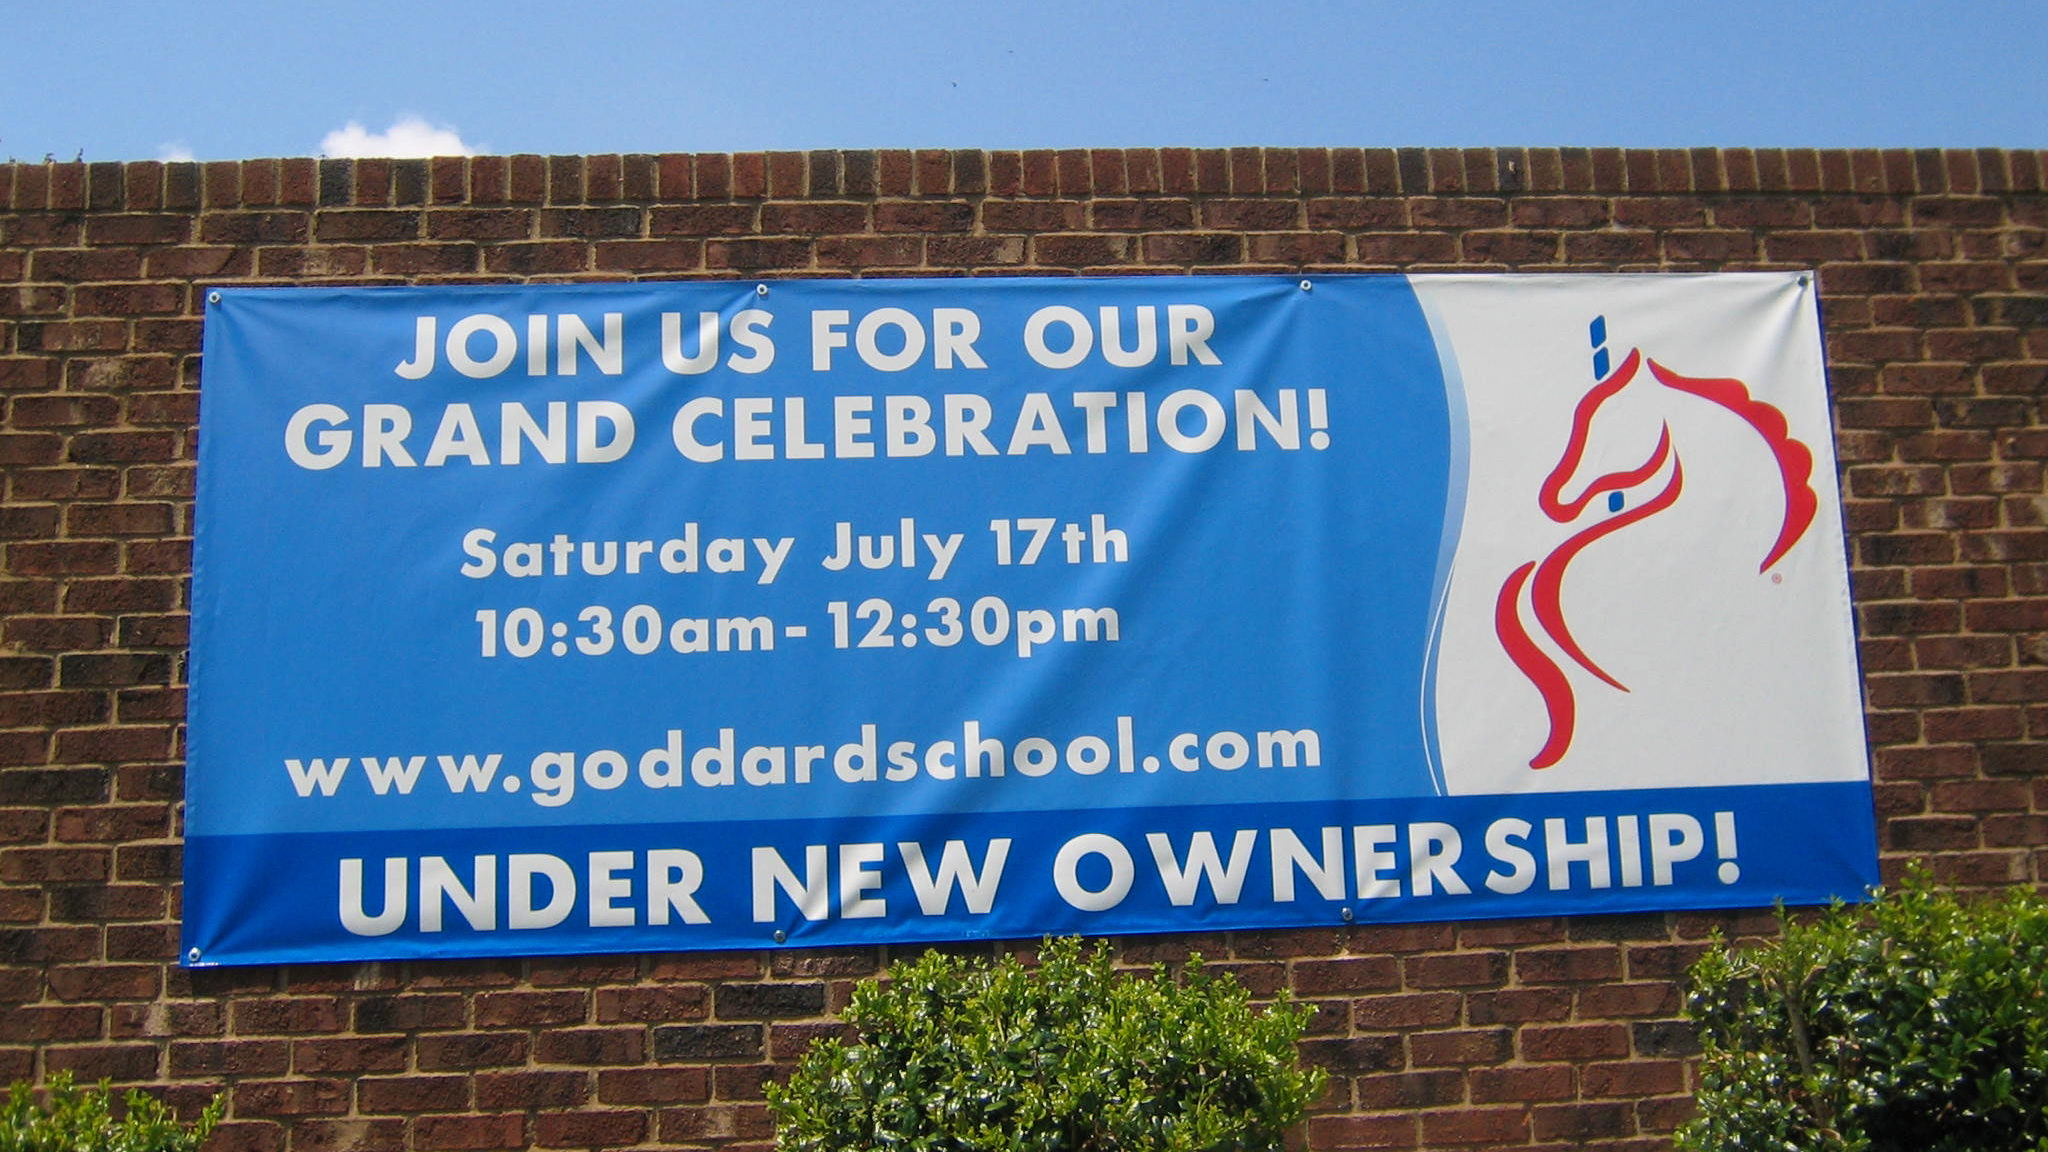 JOIN US FOR OUR
GRAND CELEBRATION!
Saturday July 17th
10:30am-12:30pm
www.goddardschool.com
UNDER NEW OWNERSHIP!
®